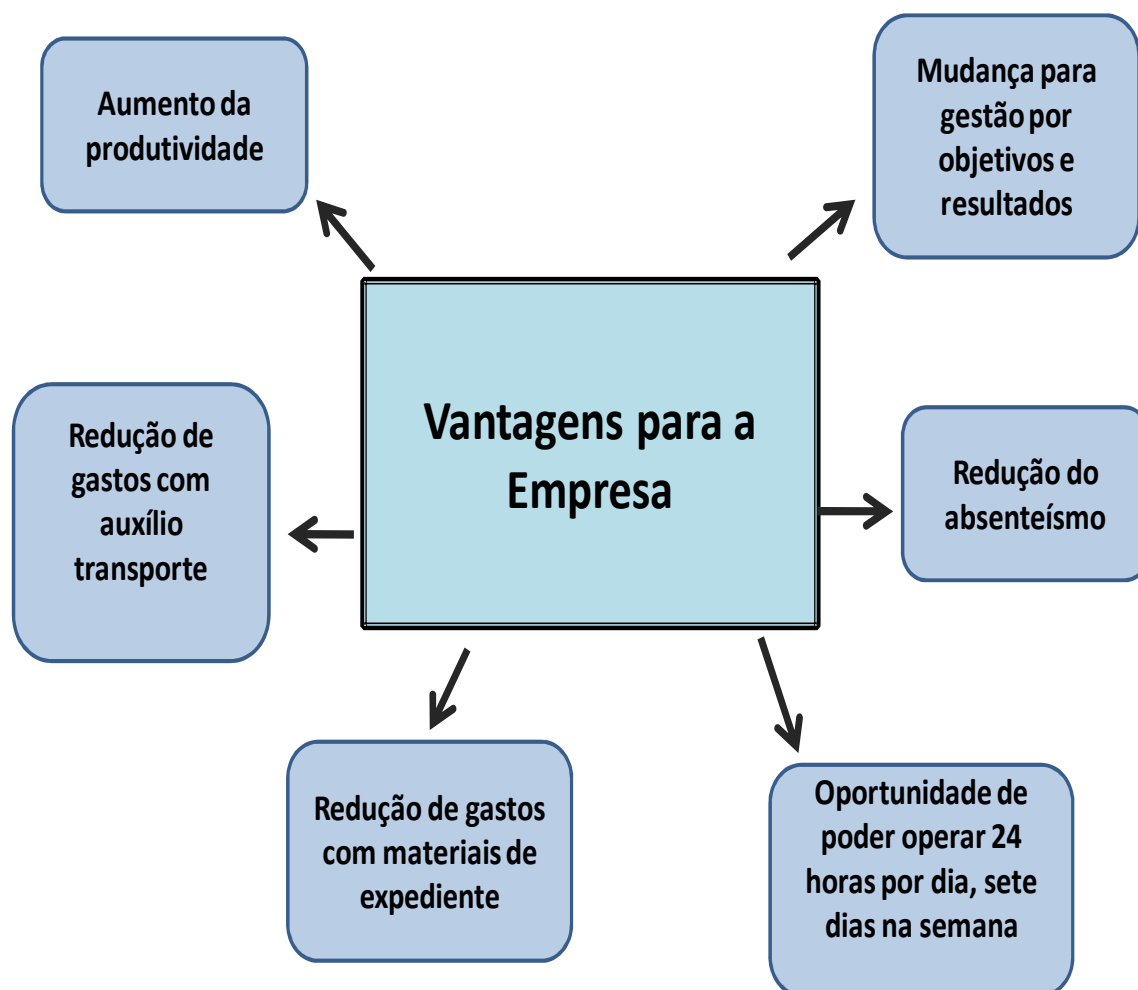 Aumento da
produtividade
Mudança para
gestão por
objetivos e
resultados
Vantagens para a
Empresa
Redução de
gastos com
auxílio
transporte
Redução do
absenteísmo
Redução de gastos
com materiais de
expediente
Oportunidade de
poder operar 24
horas por dia, sete
dias na semana